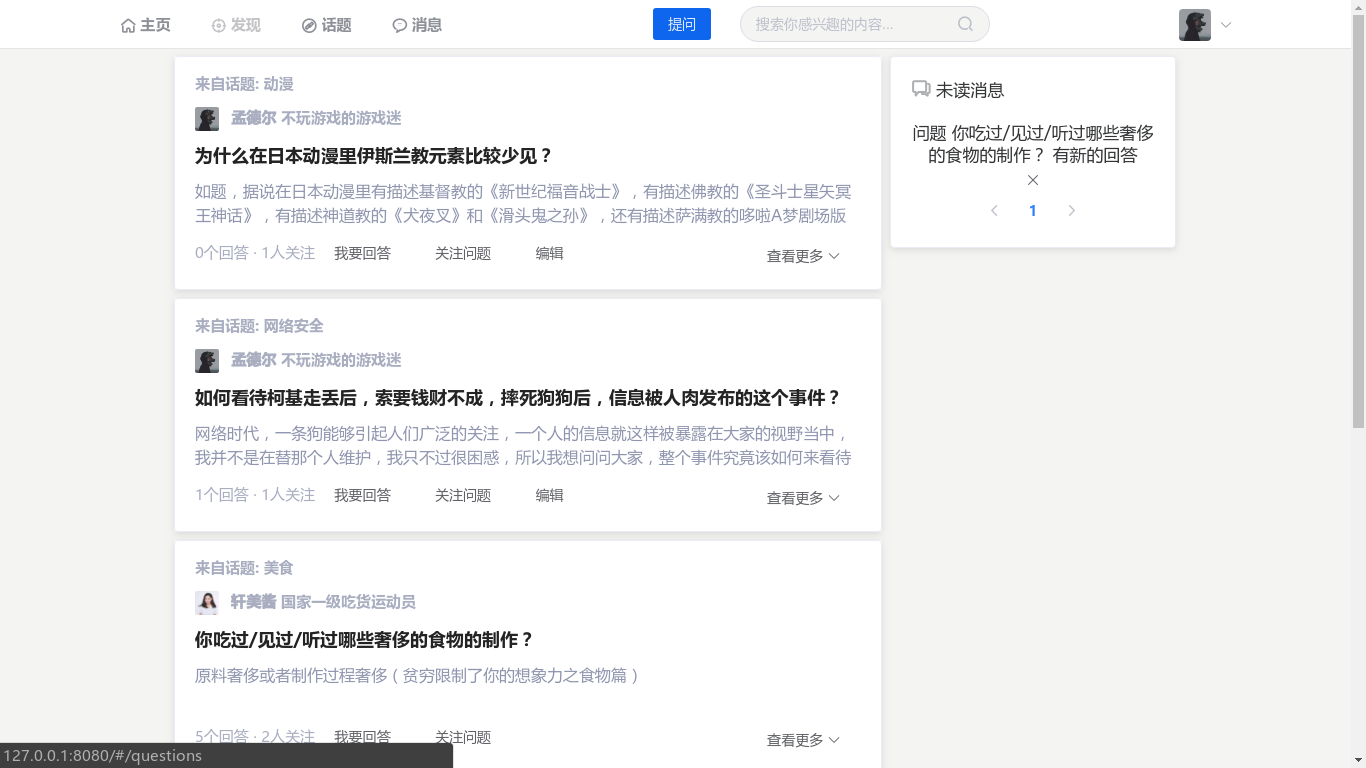 主页 发现 话题 消息 提问 搜索你感兴趣的内容...
来自话题: 动漫
孟德尔 不玩游戏的游戏迷
为什么在日本动漫里伊斯兰教元素比较少见？
如题，据说在日本动漫里有描述基督教的《新世纪福音战士》，有描述佛教的《圣斗士星矢冥
王神话》，有描述神道教的《犬夜叉》和《滑头鬼之孙》，还有描述萨满教的哆啦A梦剧场版
0个回答 · 1人关注 我要回答 关注问题 编辑 查看更多
来自话题: 网络安全
孟德尔 不玩游戏的游戏迷
如何看待柯基走丢后，索要钱财不成，摔死狗狗后，信息被人肉发布的这个事件？
网络时代，一条狗能够引起人们广泛的关注，一个人的信息就这样被暴露在大家的视野当中，
我并不是在替那个人维护，我只不过很困惑，所以我想问问大家，整个事件究竟该如何来看待
1个回答 · 1人关注 我要回答 关注问题 编辑 查看更多
来自话题: 美食
轩美酱 国家一级吃货运动员
你吃过/见过/听过哪些奢侈的食物的制作？
原料奢侈或者制作过程奢侈（贫穷限制了你的想象力之食物篇）
5个回答 · 2人关注 我要回答 关注问题 查看更多
未读消息
问题 你吃过/见过/听过哪些奢侈
的食物的制作？ 有新的回答
1
127.0.0.1:8080/#/questions